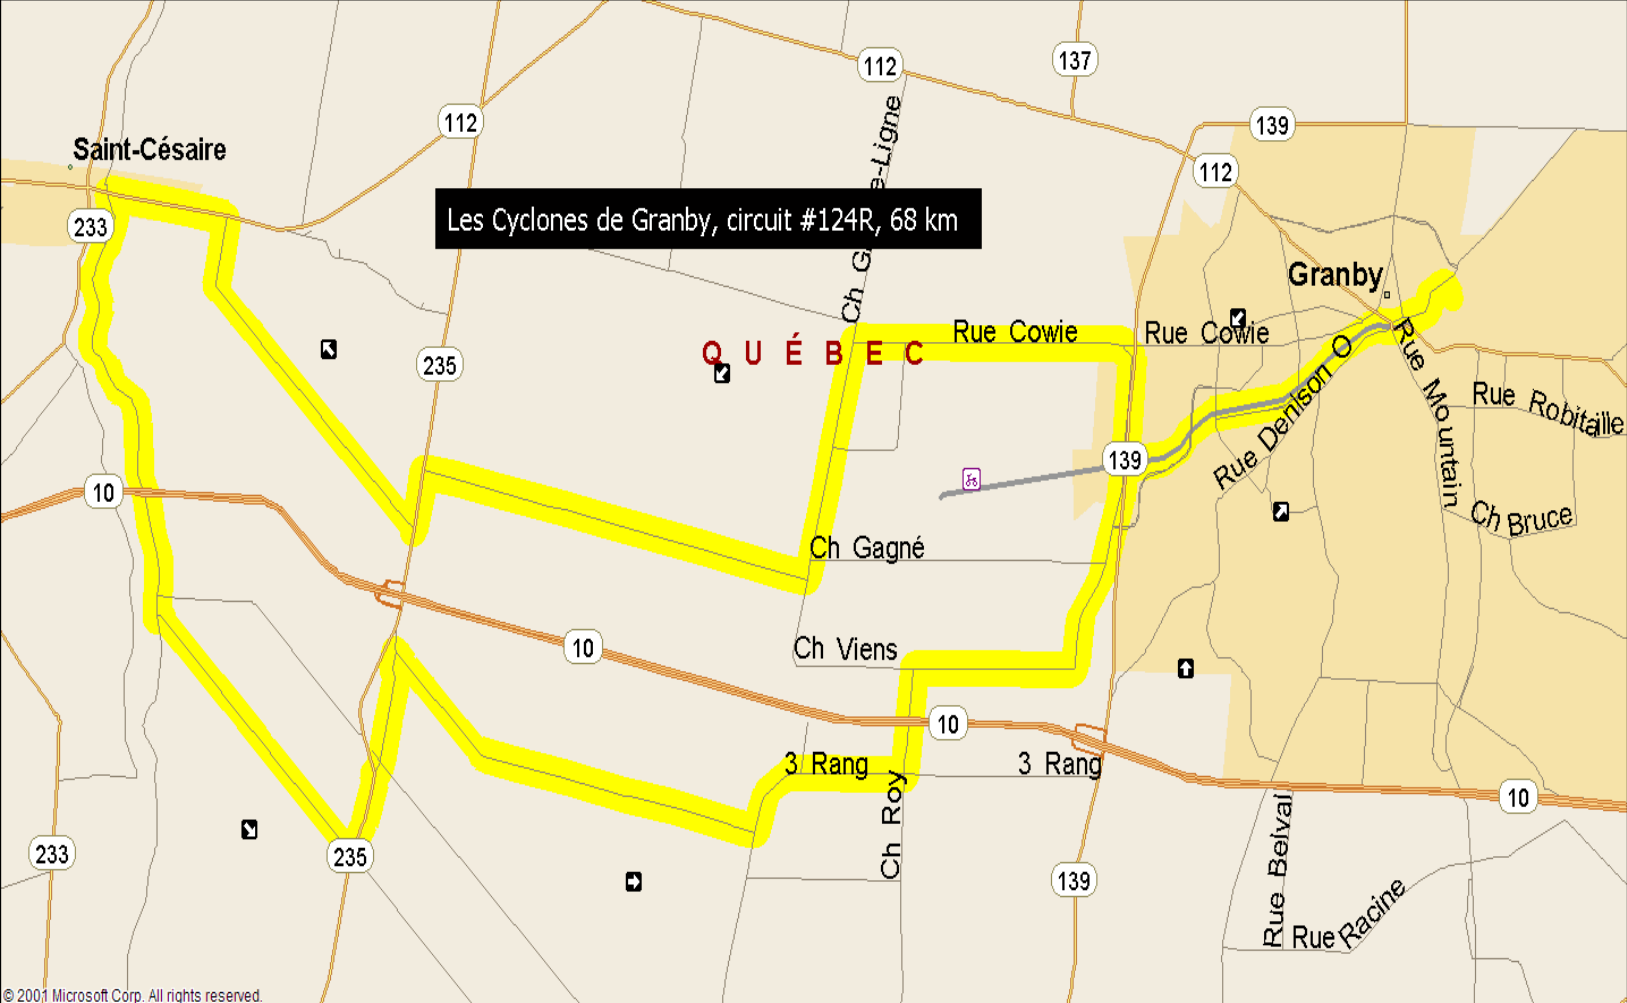 112
137
139
112
112
Saint-Césaire
233
Les Cyclones de Granby, circuit #124R, 68 km
Granby
Rue Cowie
Rue Cowie
QUÉBEC
235
Rue Denison O
Rue Mountain
Rue Robitaille
139
10
Ch Bruce
Ch Gagné
10
Ch Viens
10
3 Rang
3 Rang
10
Ch Roy
233
235
139
Rue Belval
Rue Racine
© 2001 Microsoft Corp. All rights reserved.